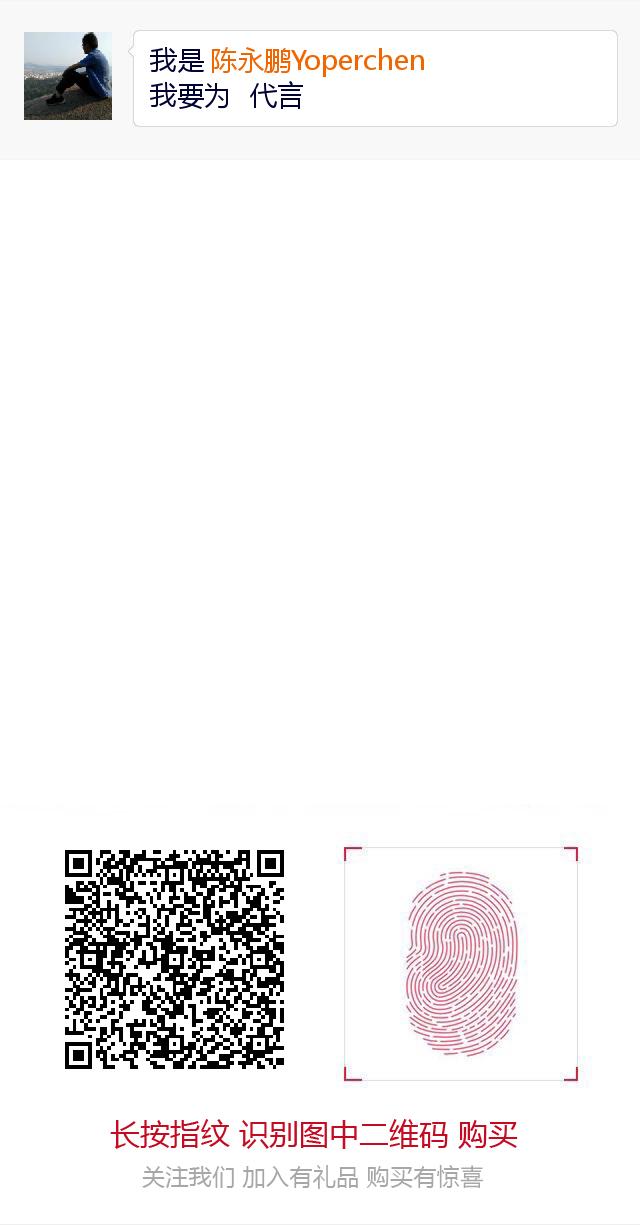 我是 陈永鹏Yoperchen
我要为 代言
长按指纹 识别图中二维码 购买
关注我们 加入有礼品 购买有惊喜